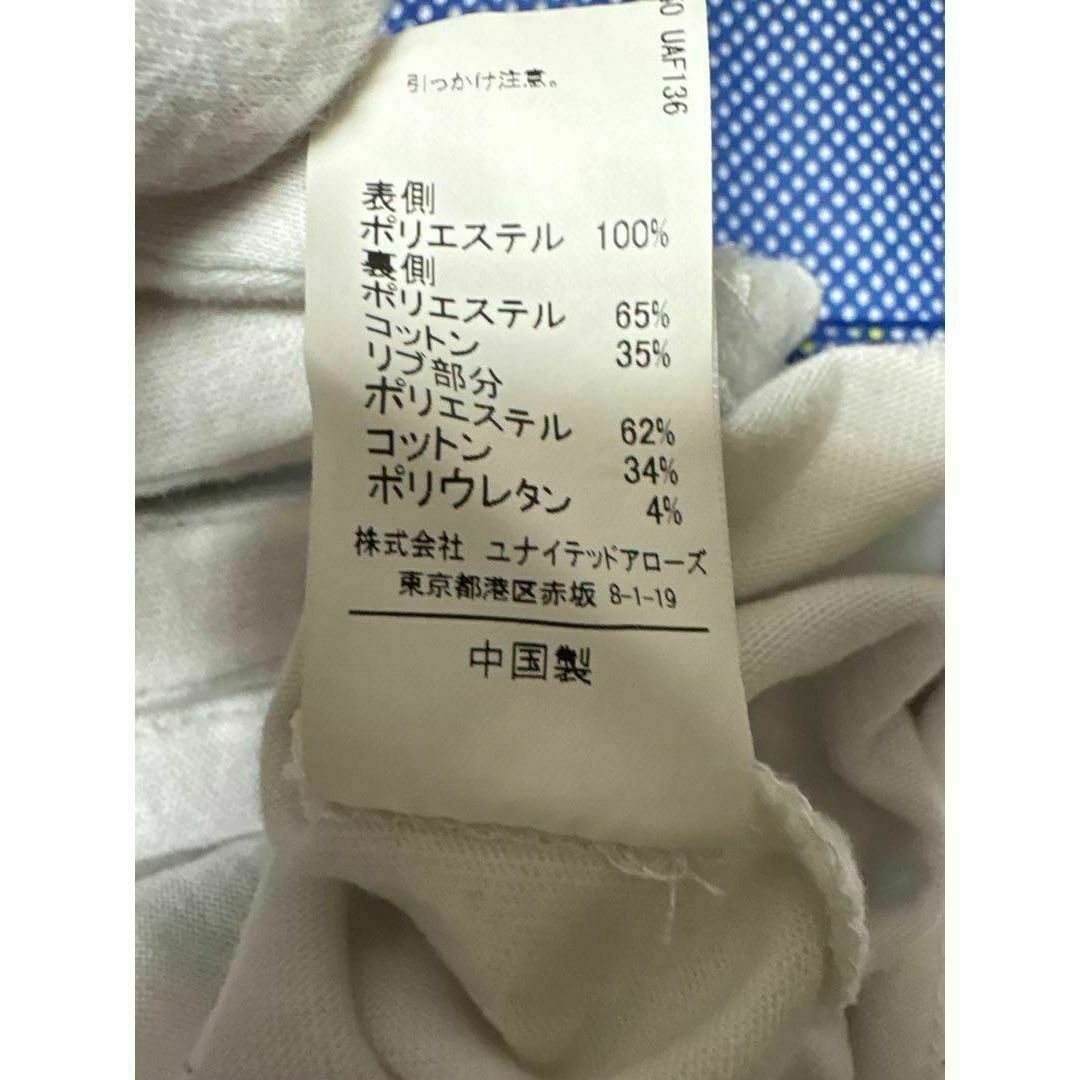 UAF136
引っかけ注意。
表側
ポリエステル 100%
裏側
ポリエステル 65%
コットン 35%
リブ部分
ポリエステル 62%
コットン 34%
ポリウレタン 4%
株式会社 ユナイテッドアローズ
東京都港区赤坂 8-1-19
中国製